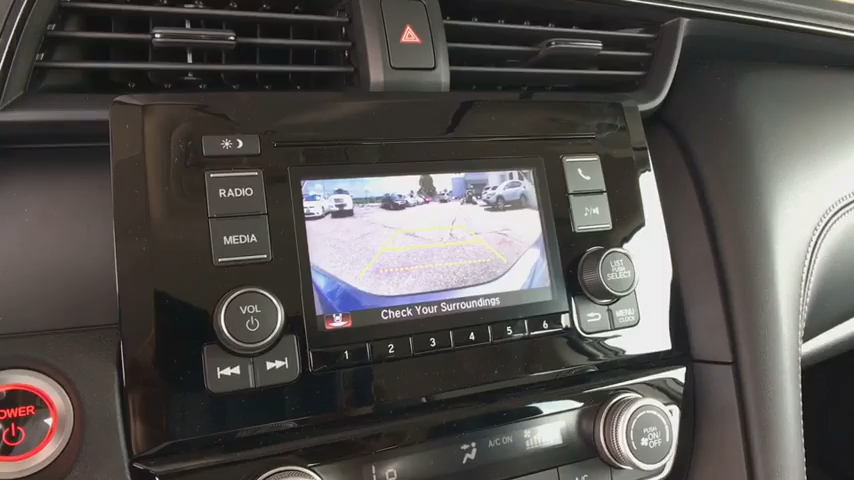 RADIO
MEDIA
VOL
LIST
PUSH
SELECT
MENU
CLOCK
Check Your Surroundings
1 2 3 4 5 6
POWER
A/C ON
PUSH
ON/
OFF
A/C